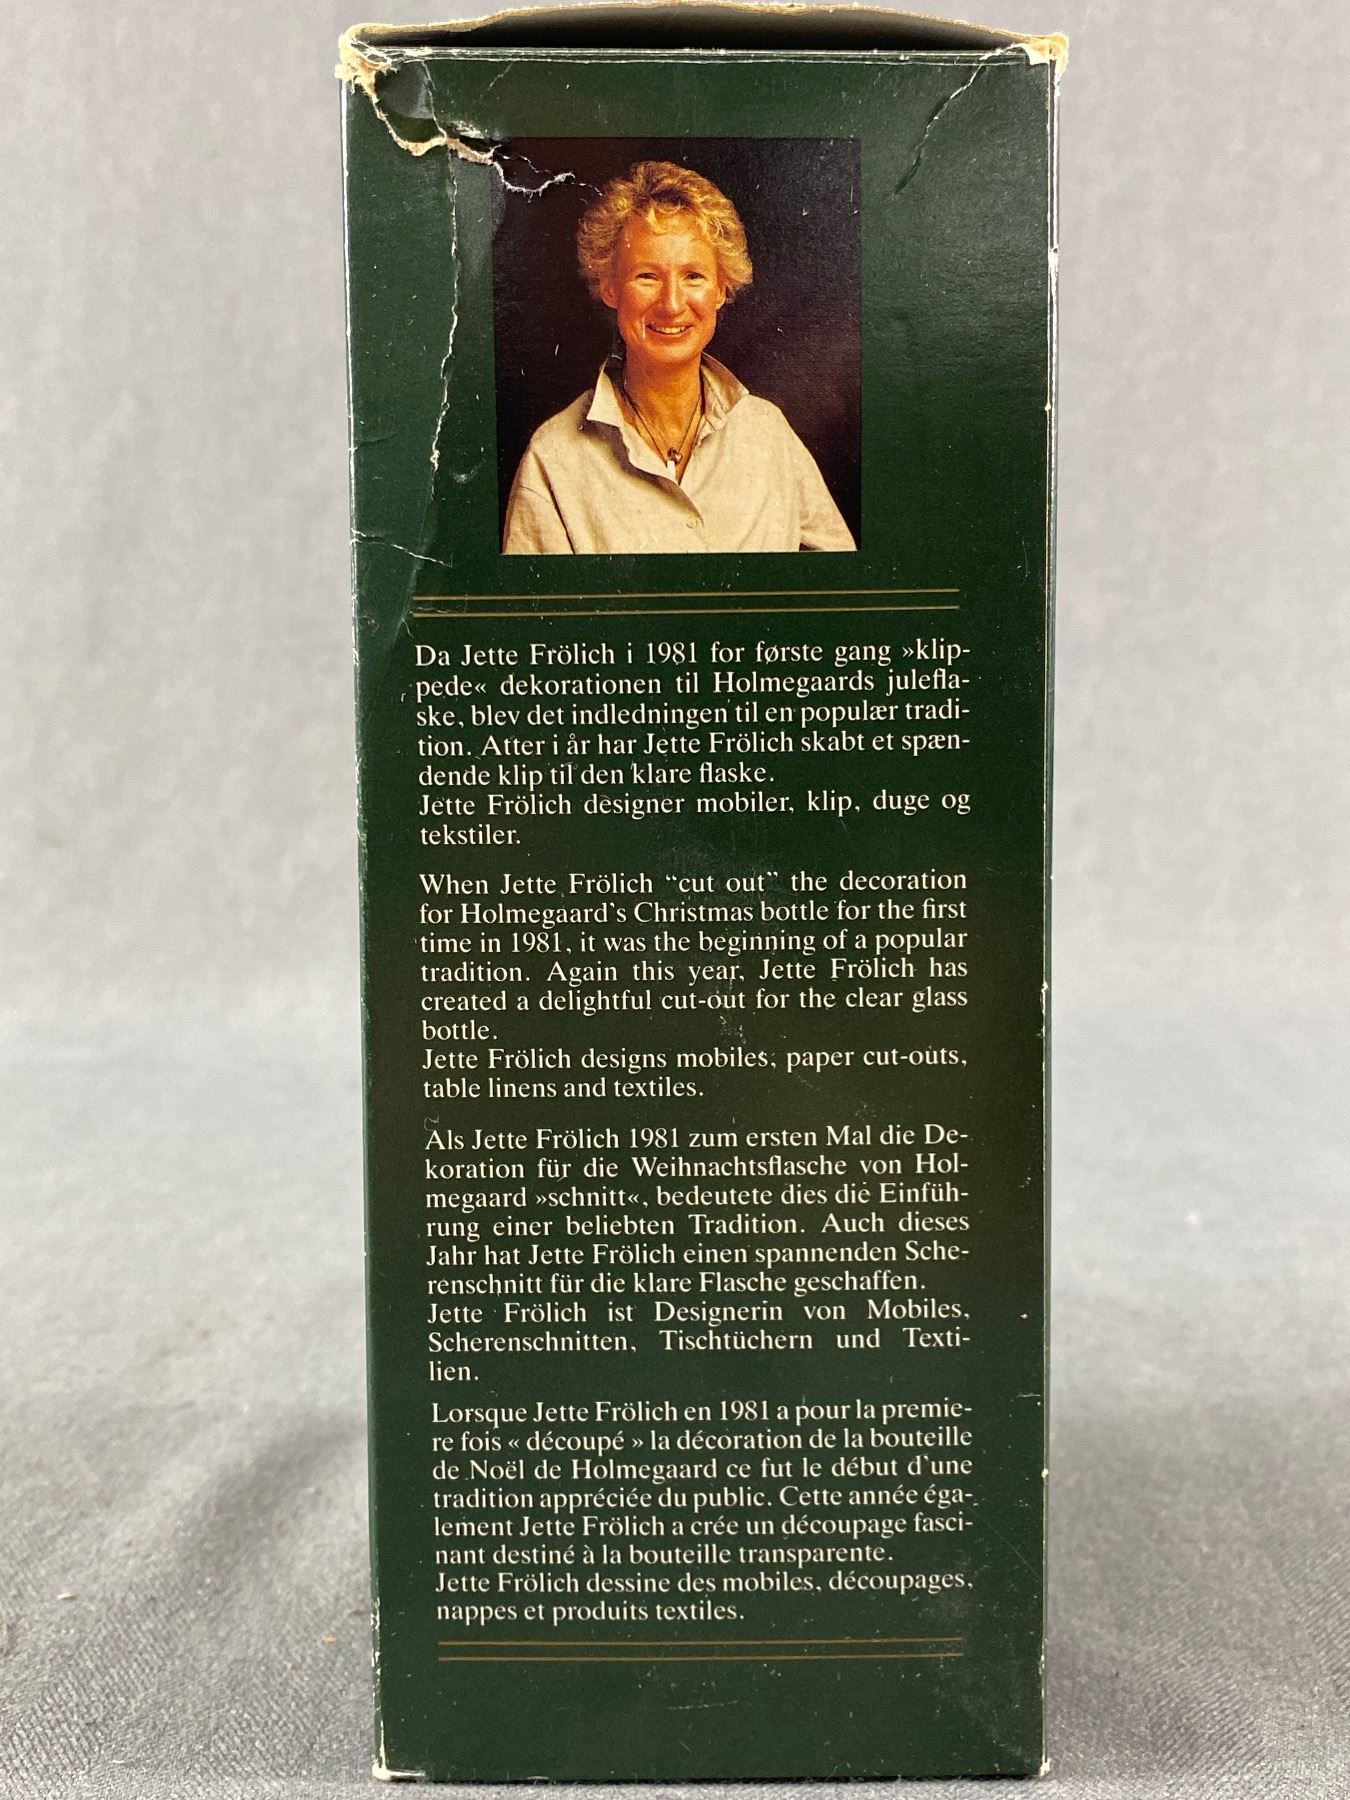 Da Jette Frölich i 1981 for første gang »klip-
pede« dekorationen til Holmegaards julefla-
ske, blev det indledningen til en populær tradi-
tion. Atter i år har Jette Frölich skabt et spæn-
dende klip til den klare flaske.
Jette Frölich designer mobiler, klip, duge og
tekstiler.
When Jette Frölich “cut out” the decoration
for Holmegaard's Christmas bottle for the first
time in 1981, it was the beginning of a popular
tradition. Again this year, Jette Frölich has
created a delightful cut-out for the clear glass
bottle.
Jette Frölich designs mobiles, paper cut-outs,
table linens and textiles.
Als Jette Frölich 1981 zum ersten Mal die De-
koration für die Weihnachtsflasche von Hol-
megaard »schnitt«, bedeutete dies die Einfüh-
rung einer beliebten Tradition. Auch dieses
Jahr hat Jette Frölich einen spannenden Sche-
renschnitt für die klare Flasche geschaffen.
Jette Frölich ist Designerin von Mobiles,
Scherenschnitten, Tischtüchern und Texti-
lien.
Lorsque Jette Frölich en 1981 a pour la premie-
re fois « découpé » la décoration de la bouteille
de Noël de Holmegaard ce fut le début d'une
tradition appréciée du public. Cette année éga-
lement Jette Frölich a crée un découpage fasci-
nant destiné à la bouteille transparente.
Jette Frölich dessine des mobiles, découpages,
nappes et produits textiles.